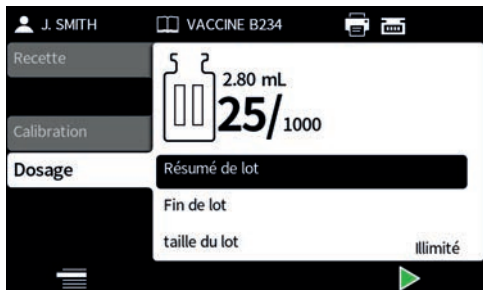 J. SMITH
VACCINE B234
Recette
Calibration
Dosage
2.80 mL
25/1000
Résumé de lot
Fin de lot
taille du lot
Illimité